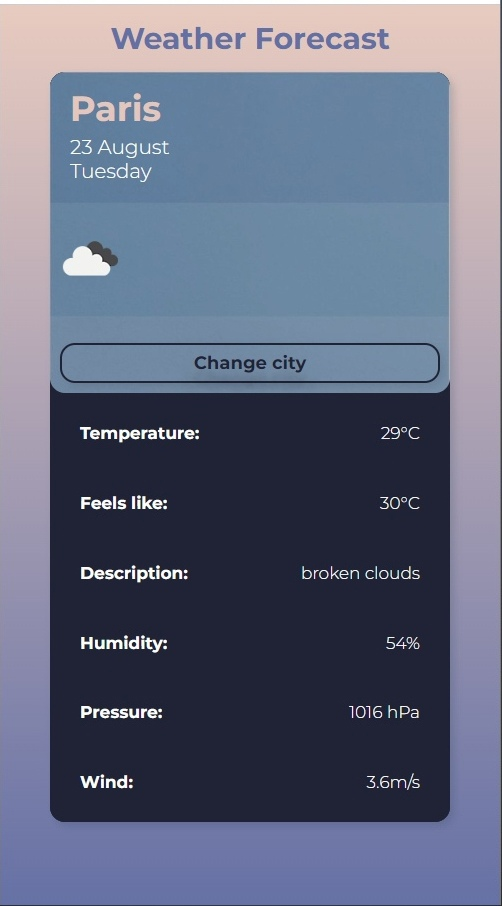 Weather Forecast
Paris
23 August
Tuesday
Change city
Temperature: 29°C
Feels like: 30°C
Description: broken clouds
Humidity: 54%
Pressure: 1016 hPa
Wind: 3.6m/s